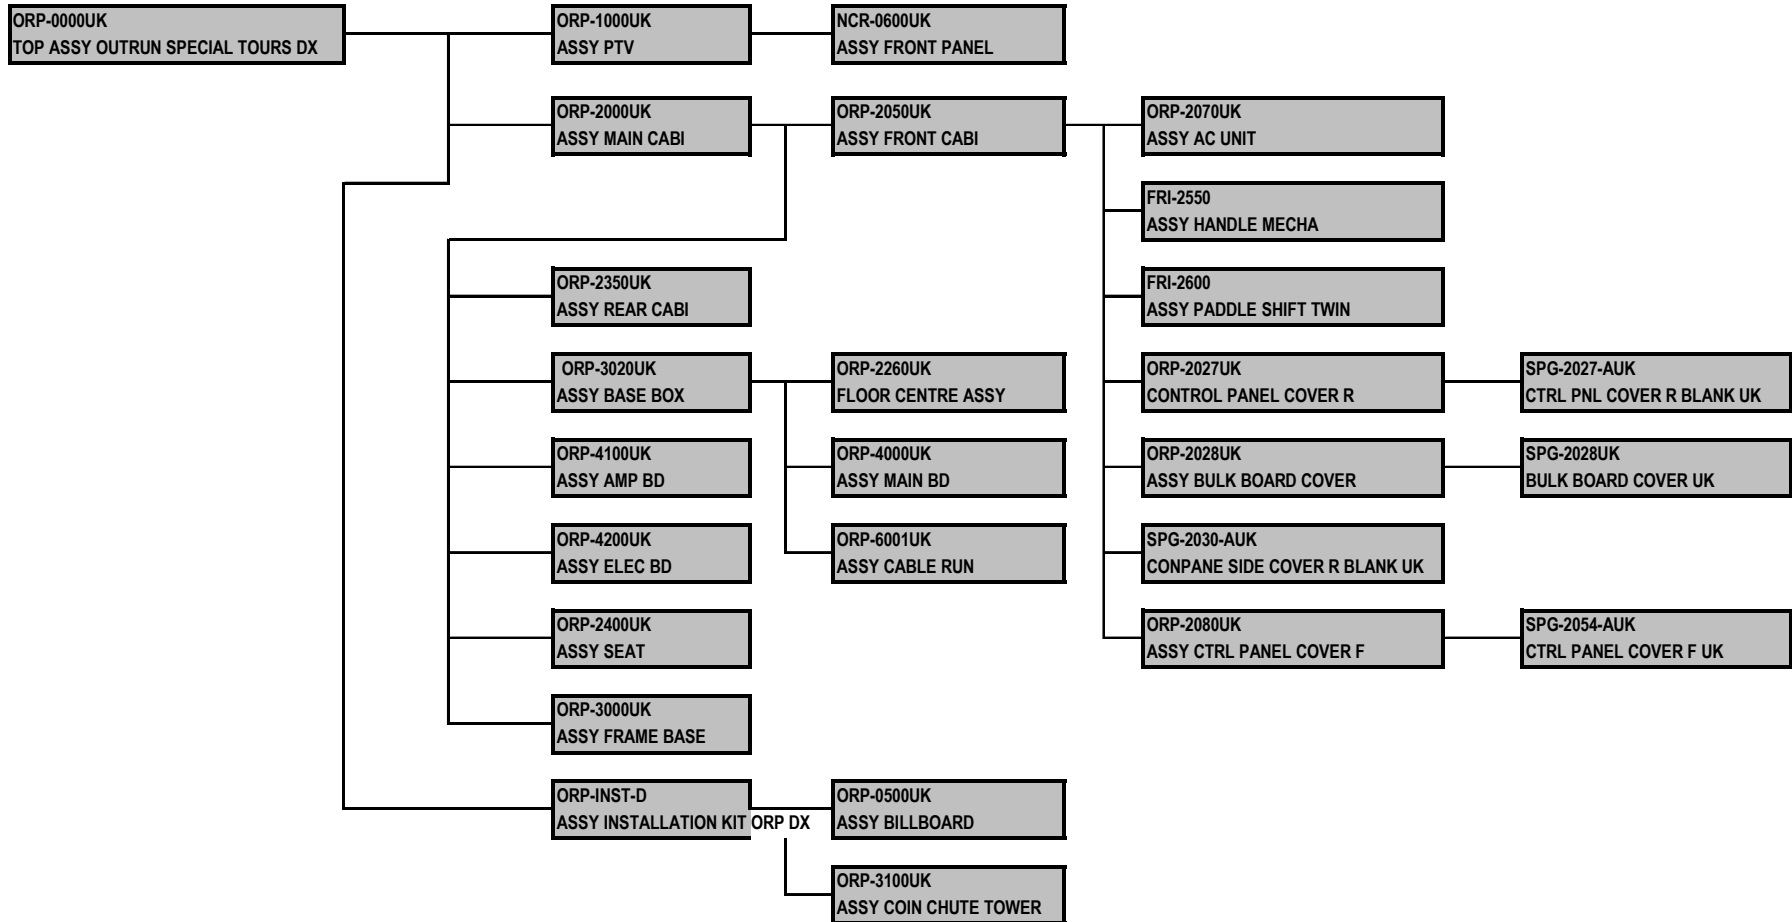 ORP-0000UK
TOP ASSY OUTRUN SPECIAL TOURS DX
ORP-1000UK
ASSY PTV
NCR-0600UK
ASSY FRONT PANEL
ORP-2000UK
ASSY MAIN CABI
ORP-2050UK
ASSY FRONT CABI
ORP-2070UK
ASSY AC UNIT
FRI-2550
ASSY HANDLE MECHA
ORP-2350UK
ASSY REAR CABI
FRI-2600
ASSY PADDLE SHIFT TWIN
ORP-3020UK
ASSY BASE BOX
ORP-2260UK
FLOOR CENTRE ASSY
ORP-2027UK
CONTROL PANEL COVER R
SPG-2027-AUK
CTRL PNL COVER R BLANK UK
ORP-4100UK
ASSY AMP BD
ORP-4000UK
ASSY MAIN BD
ORP-2028UK
ASSY BULK BOARD COVER
SPG-2028UK
BULK BOARD COVER UK
ORP-4200UK
ASSY ELEC BD
ORP-6001UK
ASSY CABLE RUN
SPG-2030-AUK
CONPANE SIDE COVER R BLANK UK
ORP-2400UK
ASSY SEAT
ORP-2080UK
ASSY CTRL PANEL COVER F
SPG-2054-AUK
CTRL PANEL COVER F UK
ORP-3000UK
ASSY FRAME BASE
ORP-INST-D
ASSY INSTALLATION KIT ORP DX
ORP-0500UK
ASSY BILLBOARD
ORP-3100UK
ASSY COIN CHUTE TOWER